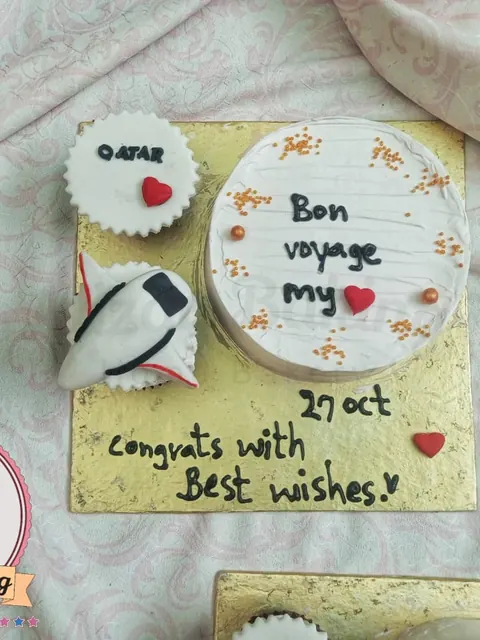 QATAR
Bon
voyage
my
27 oct
congrats with
Best wishes.